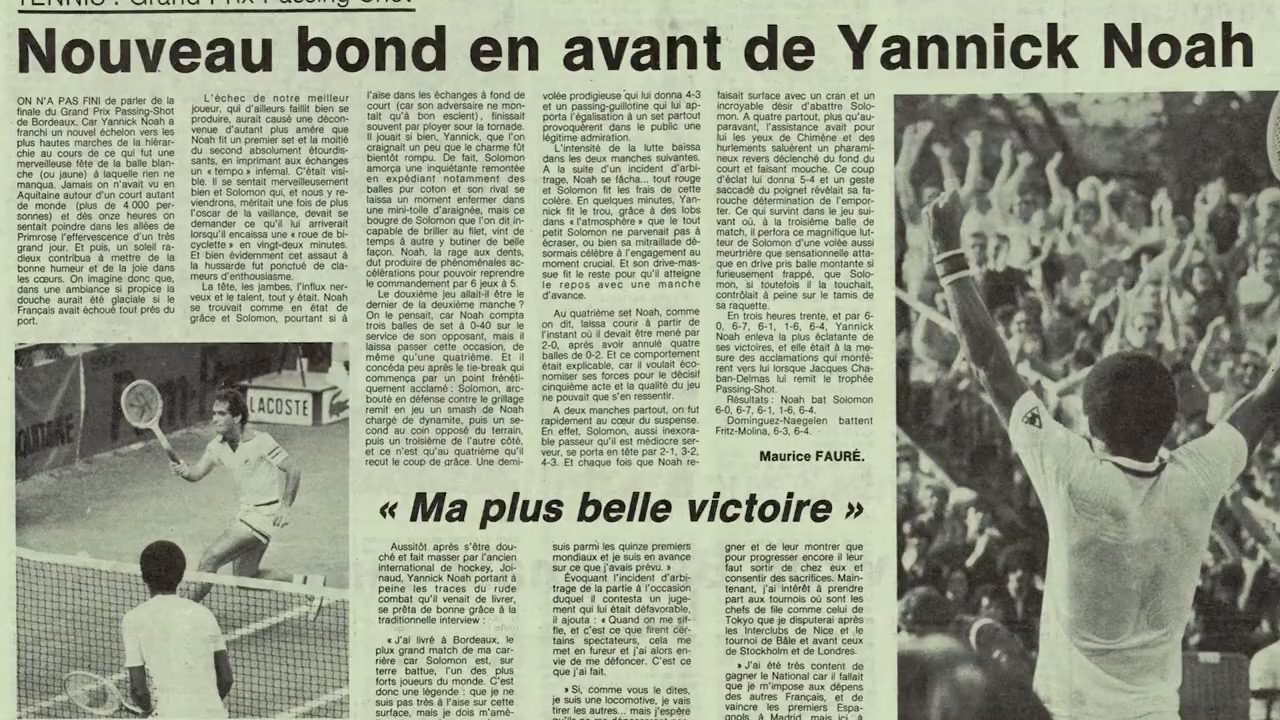 TENNIS : Grand Prix Passing-Shot
Nouveau bond en avant de Yannick Noah
ON N'A PAS FINI de parler de la
finale du Grand Prix Passing-Shot
de Bordeaux. Car Yannick Noah a
franchi un nouvel échelon vers les
plus hautes marches de la hiérar-
chie au cours de ce qui fut une
merveilleuse fête de la balle blan-
che (ou jaune) à laquelle rien ne
manqua. Jamais on n'avait vu en
Aquitaine autour d'un court autant
de monde (plus de 4 000 per-
sonnes) et dès onze heures on
sentait poindre dans les allées de
Primrose l'effervescence d'un très
grand jour. Et puis, un soleil ra-
dieux contribua à mettre de la
bonne humeur et de la joie dans
les cœurs. On imagine donc que,
dans une ambiance si propice la
douche aurait été glaciale si le
Français avait échoué tout près du
port.
L'échec de notre meilleur
joueur, qui d'ailleurs faillit bien se
produire, aurait causé une décon-
venue d'autant plus amère que
Noah fit un premier set et la moitié
du second absolument étourdis-
sants, en imprimant aux échanges
un « tempo » infernal. C'était visi-
ble. Il se sentait merveilleusement
bien et Solomon qui, et nous y re-
viendrons, méritait une fois de plus
l'oscar de la vaillance, devait se
demander ce qu'il lui arriverait
lorsqu'il encaissa une « roue de bi-
cyclette » en vingt-deux minutes.
Et bien évidemment cet assaut à
la hussarde fut ponctué de cla-
meurs d'enthousiasme.
La tête, les jambes, l'influx ner-
veux et le talent, tout y était. Noah
se trouvait comme en état de
grâce et Solomon, pourtant si à
l'aise dans les échanges à fond de
court (car son adversaire ne mon-
tait qu'à bon escient), finissait
souvent par ployer sous la tornade.
Il jouait si bien, Yannick, que l'on
craignait un peu que le charme fût
bientôt rompu. De fait, Solomon
amorça une inquiétante remontée
en expédiant notamment des
balles pur coton et son rival se
laissa un moment enfermer dans
une mini-toile d'araignée, mais ce
bougre de Solomon que l'on dit in-
capable de briller au filet, vint de
temps à autre y butiner de belle
façon. Noah, la rage aux dents,
dut produire de phénoménales ac-
célérations pour pouvoir reprendre
le commandement par 6 jeux à 5.
Le douzième jeu allait-il être le
dernier de la deuxième manche ?
On le pensait, car Noah compta
trois balles de set à 0-40 sur le
service de son opposant, mais il
laissa passer cette occasion, de
même qu'une quatrième. Et il
concéda peu après le tie-break qui
commença par un point frénéti-
quement acclamé : Solomon, arc-
bouté en défense contre le grillage
remit en jeu un smash de Noah
chargé de dynamite, puis un se-
cond au coin opposé du terrain,
puis un troisième de l'autre côté,
et ce n'est qu'au quatrième qu'il
reçut le coup de grâce. Une demi-
volée prodigieuse qui lui donna 4-3
et un passing-guillotine qui lui ap-
porta l'égalisation à un set partout
provoquèrent dans le public une
légitime admiration.
L'intensité de la lutte baissa
dans les deux manches suivantes.
A la suite d'un incident d'arbi-
trage, Noah se fâcha... tout rouge
et Solomon fit les frais de cette
colère. En quelques minutes, Yan-
nick fit le trou, grâce à des lobs
dans « l'atmosphère » que le tout
petit Solomon ne parvenait pas à
écraser, ou bien sa mitraillade dé-
sormais célèbre à l'engagement au
moment crucial. Et son drive-mas-
sue fit le reste pour qu'il atteigne
le repos avec une manche
d'avance.
Au quatrième set Noah, comme
on dit, laissa courir à partir de
l'instant où il devait être mené par
2-0, après avoir annulé quatre
balles de 0-2. Et ce comportement
était explicable, car il voulait éco-
nomiser ses forces pour le décisif
cinquième acte et la qualité du jeu
ne pouvait que s'en ressentir.
A deux manches partout, on fut
rapidement au cœur du suspense.
En effet, Solomon, aussi inexora-
ble passeur qu'il est médiocre ser-
veur, se porta en tête par 2-1, 3-2,
4-3. Et chaque fois que Noah re-
faisait surface avec un cran et un
incroyable désir d'abattre Solo-
mon. A quatre partout, plus qu'au-
paravant, l'assistance avait pour
lui les yeux de Chimène et des
hurlements saluèrent un pharami-
neux revers déclenché du fond du
court et faisant mouche. Ce coup
d'éclat lui donna 5-4 et un geste
saccadé du poignet révélait sa fa-
rouche détermination de l'empor-
ter. Ce qui survint dans le jeu sui-
vant où, à la troisième balle de
match, il perfora ce magnifique lut-
teur de Solomon d'une volée aussi
meurtrière que sensationnelle atta-
que en drive pris balle montante si
furieusement frappé, que Solo-
mon, si toutefois il la touchait,
contrôlait à peine sur le tamis de
sa raquette.
En trois heures trente, et par 6-
0, 6-7, 6-1, 1-6, 6-4, Yannick
Noah enleva la plus éclatante de
ses victoires, et elle était à la me-
sure des acclamations qui montè-
rent vers lui lorsque Jacques Cha-
ban-Delmas lui remit le trophée
Passing-Shot.
Résultats : Noah bat Solomon
6-0, 6-7, 6-1, 1-6, 6-4.
Dominguez-Naegelen battent
Fritz-Molina, 6-3, 6-4.
Maurice FAURÉ.
LACOSTE
« Ma plus belle victoire »
Aussitôt après s'être dou-
ché et fait masser par l'ancien
international de hockey, Joi-
naud, Yannick Noah portant à
peine les traces du rude
combat qu'il venait de livrer,
se prêta de bonne grâce à la
traditionnelle interview :
« J'ai livré à Bordeaux, le
plus grand match de ma car-
rière car Solomon est, sur
terre battue, l'un des plus
forts joueurs du monde. C'est
donc une légende : que je ne
suis pas très à l'aise sur cette
surface, mais je dois m'amé-
suis parmi les quinze premiers
mondiaux et je suis en avance
sur ce que j'avais prévu. »
Évoquant l'incident d'arbi-
trage de la partie à l'occasion
duquel il contesta un juge-
ment qui lui était défavorable,
il ajouta : « Quand on me sif-
fle, et c'est ce que firent cer-
tains spectateurs, cela me
met en fureur et j'ai alors en-
vie de me défoncer. C'est ce
que j'ai fait.
» Si, comme vous le dites,
je suis une locomotive, je vais
tirer les autres... mais j'espère
gner et de leur montrer que
pour progresser encore il leur
faut sortir de chez eux et
consentir des sacrifices. Main-
tenant, j'ai intérêt à prendre
part aux tournois où sont les
chefs de file comme celui de
Tokyo que je disputerai après
les Interclubs de Nice et le
tournoi de Bâle et avant ceux
de Stockholm et de Londres.
» J'ai été très content de
gagner le National car il fallait
que je m'impose aux dépens
des autres Français, et de
vaincre les premiers Espa-
gnols, à Madrid, mais ici, à